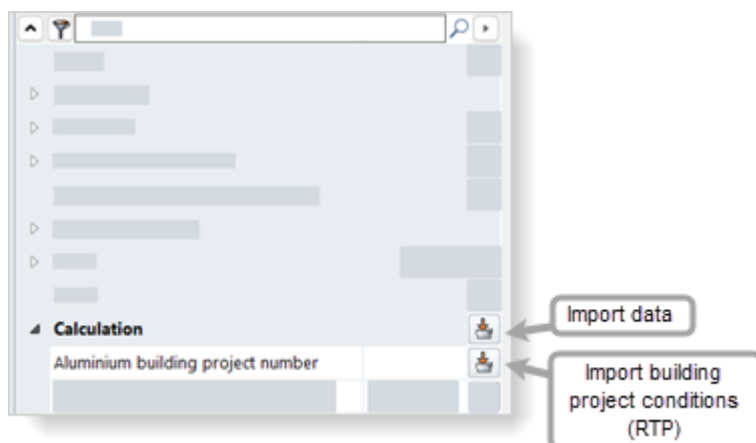 Calculation
Import data
Aluminium building project number
Import building
project conditions
(RTP)